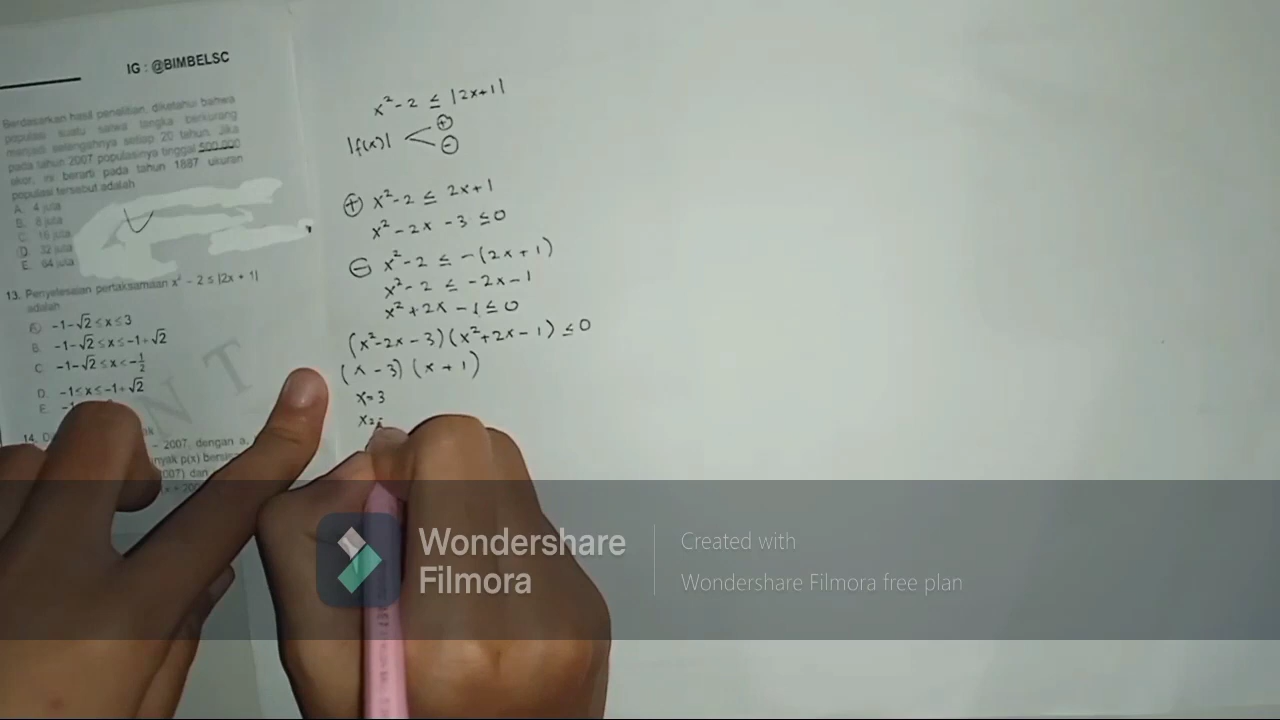 IG : @BIMBELSC
Berdasarkan hasil penelitian, diketahui bahwa
populasi suatu satwa langka berkurang
menjadi setengahnya setiap 20 tahun. Jika
pada tahun 2007 populasinya tinggal 500.000
ekor, ini berarti pada tahun 1887 ukuran
populasi tersebut adalah
A. 4 juta
B. 8 juta
C. 16 juta
D. 32 juta
E. 64 juta
13. Penyelesaian pertaksamaan x² - 2 ≤ |2x + 1|
adalah
A. -1-√2 ≤ x ≤ 3
B. -1-√2 ≤ x ≤ -1+√2
C. -1-√2 ≤ x < -1/2
D. -1 ≤ x ≤ -1+√2
E. -1
14.
- 2007, dengan a,
x² - 2 ≤ |2x+1|
|f(x)| + -
+ x² - 2 ≤ 2x+1
x² - 2x - 3 ≤ 0
- x² - 2 ≤ -(2x+1)
x² - 2 ≤ -2x - 1
x² + 2x - 1 ≤ 0
(x² - 2x - 3)(x² + 2x - 1) ≤ 0
(x - 3)(x + 1)
x = 3
x =
Wondershare
Filmora
Created with
Wondershare Filmora free plan